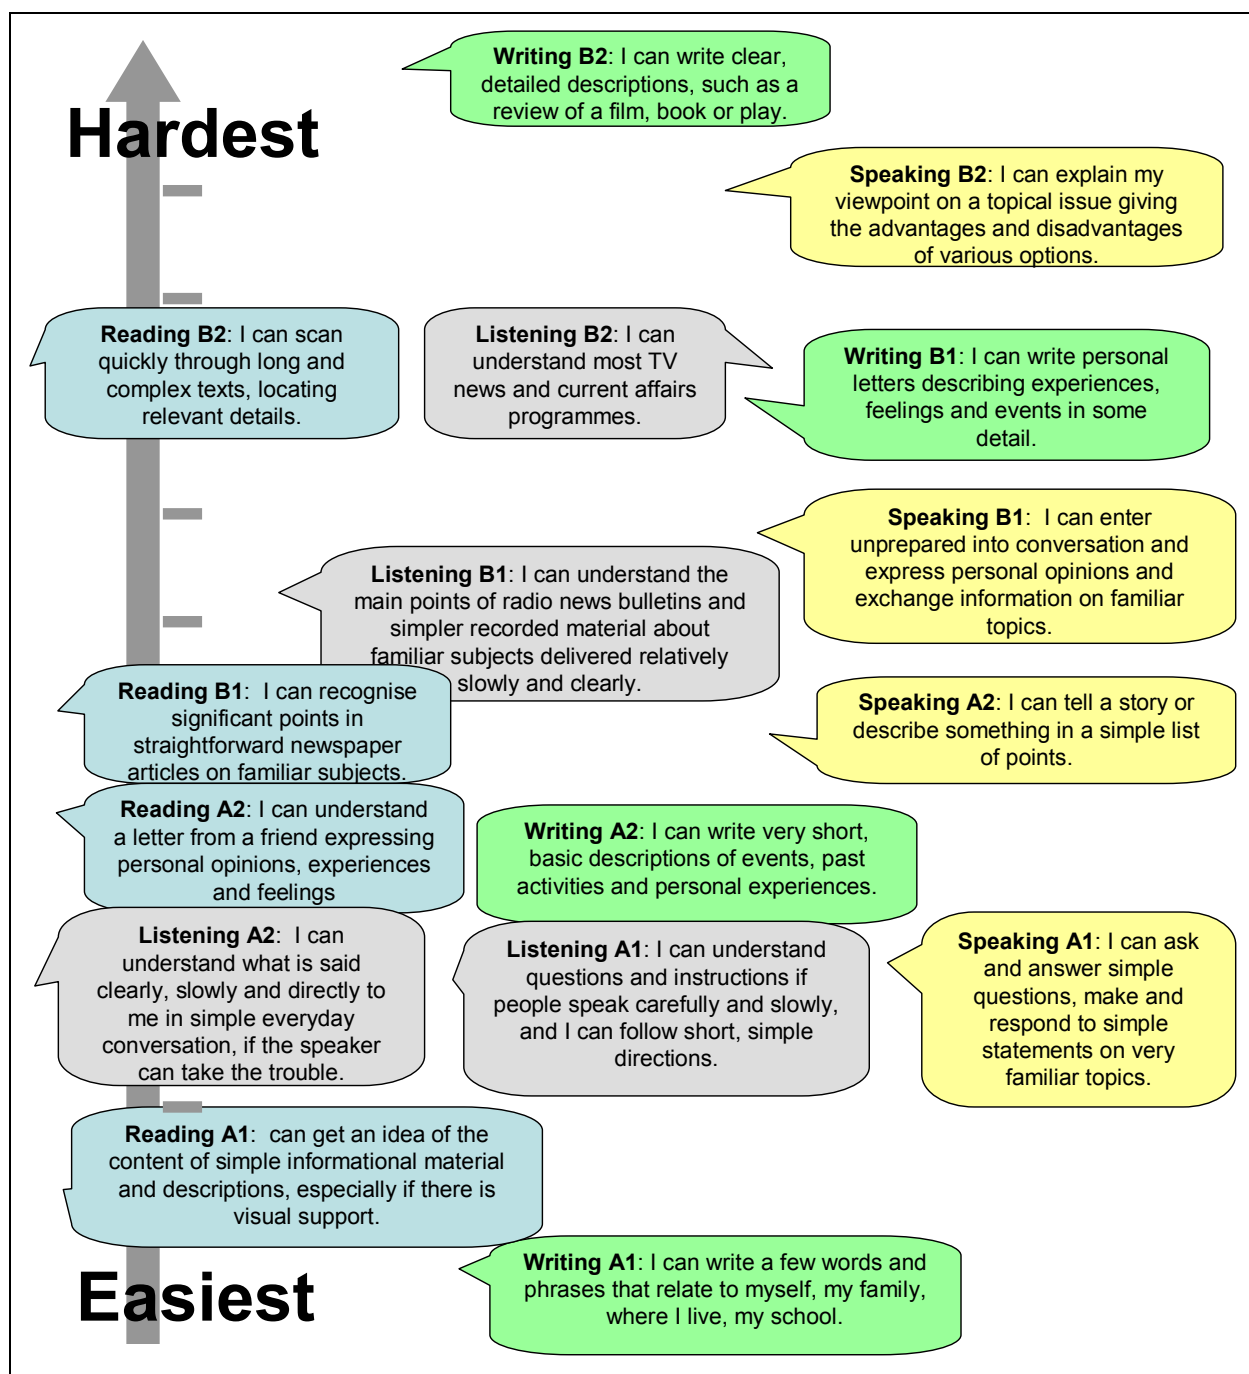 Writing B2: I can write clear,
detailed descriptions, such as a
review of a film, book or play.
Hardest
Speaking B2: I can explain my
viewpoint on a topical issue giving
the advantages and disadvantages
of various options.
Reading B2: I can scan
quickly through long and
complex texts, locating
relevant details.
Listening B2: I can
understand most TV
news and current affairs
programmes.
Writing B1: I can write personal
letters describing experiences,
feelings and events in some
detail.
Speaking B1: I can enter
unprepared into conversation and
express personal opinions and
exchange information on familiar
topics.
Listening B1: I can understand the
main points of radio news bulletins and
simpler recorded material about
familiar subjects delivered relatively
slowly and clearly.
Reading B1: I can recognise
significant points in
straightforward newspaper
articles on familiar subjects.
Speaking A2: I can tell a story or
describe something in a simple list
of points.
Reading A2: I can understand
a letter from a friend expressing
personal opinions, experiences
and feelings
Writing A2: I can write very short,
basic descriptions of events, past
activities and personal experiences.
Listening A2: I can
understand what is said
clearly, slowly and directly to
me in simple everyday
conversation, if the speaker
can take the trouble.
Listening A1: I can understand
questions and instructions if
people speak carefully and slowly,
and I can follow short, simple
directions.
Speaking A1: I can ask
and answer simple
questions, make and
respond to simple
statements on very
familiar topics.
Reading A1: can get an idea of the
content of simple informational material
and descriptions, especially if there is
visual support.
Writing A1: I can write a few words and
phrases that relate to myself, my family,
where I live, my school.
Easiest